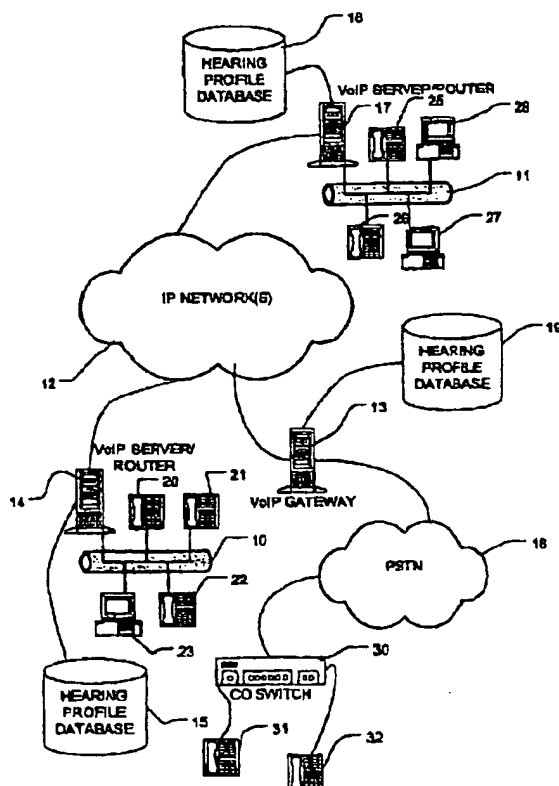 18
HEARING
PROFILE
DATABASE
VoIP SERVER/ROUTER
17
25
28
11
26
27
IP NETWORK(S)
12
19
HEARING
PROFILE
DATABASE
13
VoIP GATEWAY
VoIP SERVER/
ROUTER
14
20
21
10
22
23
PSTN
16
30
CO SWITCH
HEARING
PROFILE
DATABASE
15
31
32